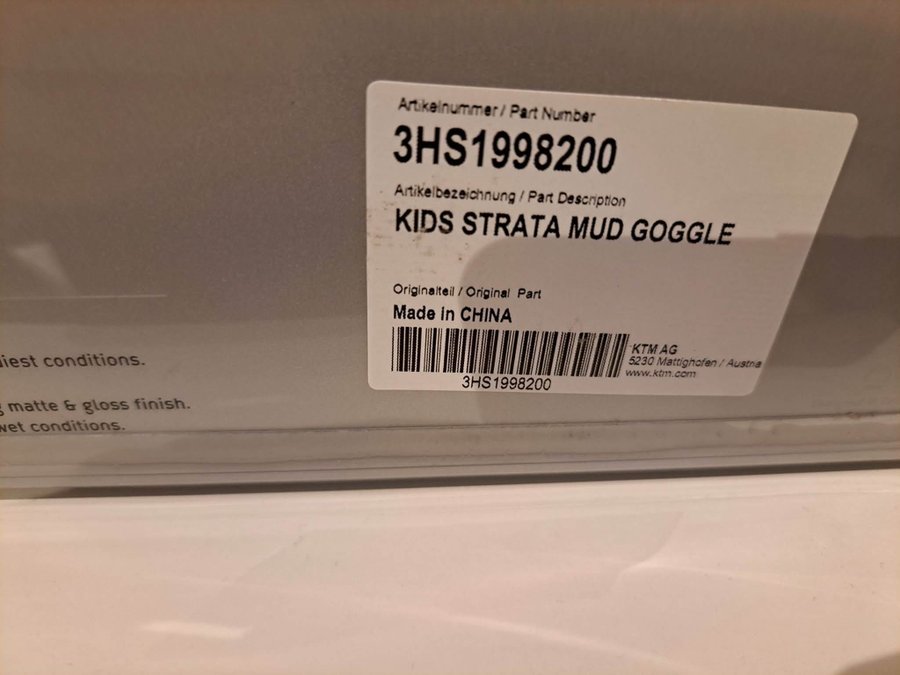 Artikelnummer / Part Number
3HS1998200
Artikelbezeichnung / Part Description
KIDS STRATA MUD GOGGLE
Originalteil / Original Part
Made in CHINA
KTM AG
5230 Mattighofen / Austria
www.ktm.com
3HS1998200
conditions.
matte & gloss finish.
wet conditions.